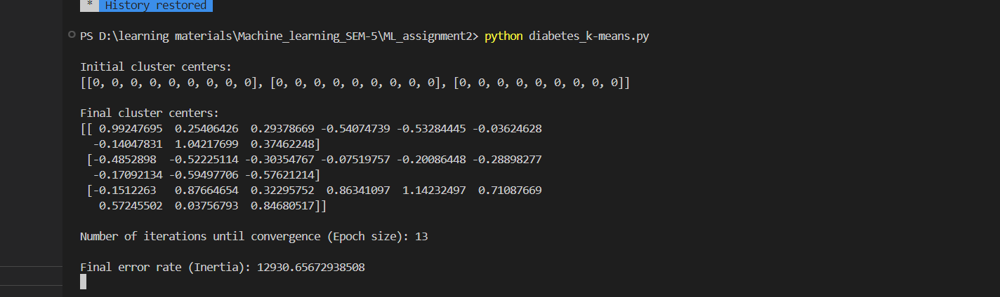 * History restored
PS D:\learning materials\Machine_learning_SEM-5\ML_assignment2> python diabetes_k-means.py
Initial cluster centers:
[[0, 0, 0, 0, 0, 0, 0, 0, 0], [0, 0, 0, 0, 0, 0, 0, 0, 0], [0, 0, 0, 0, 0, 0, 0, 0, 0]]
Final cluster centers:
[[ 0.99247695  0.25406426  0.29378669 -0.54074739 -0.53284445 -0.03624628
  -0.14047831  1.04217699  0.37462248]
 [-0.4852898  -0.52225114 -0.30354767 -0.07519757 -0.20086448 -0.28898277
  -0.17092134 -0.59497706 -0.57621214]
 [-0.1512263   0.87664654  0.32295752  0.86341097  1.14232497  0.71087669
   0.57245502  0.03756793  0.84680517]]
Number of iterations until convergence (Epoch size): 13
Final error rate (Inertia): 12930.65672938508